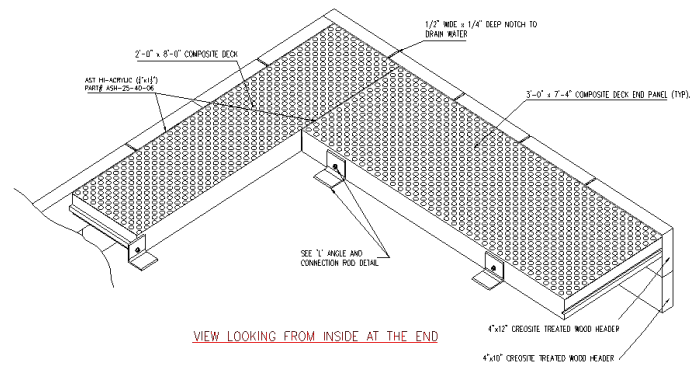 1/2" WIDE x 1/4" DEEP NOTCH TO
DRAIN WATER
2'-0" x 8'-0" COMPOSITE DECK
AST HI-ACRYLIC (¼"x1½")
PART# ASH-25-40-06
3'-0" x 7'-4" COMPOSITE DECK END PANEL (TYP).
SEE 'L' ANGLE AND
CONNECTION ROD DETAIL
4"x12" CREOSITE TREATED WOOD HEADER
4"x10" CREOSITE TREATED WOOD HEADER
VIEW LOOKING FROM INSIDE AT THE END